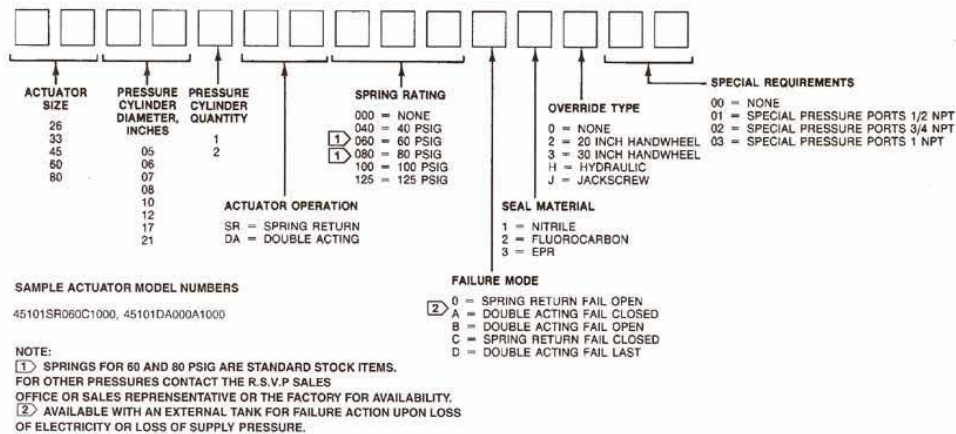 ACTUATOR SIZE
26
33
45
60
80
PRESSURE CYLINDER DIAMETER, INCHES
05
06
07
08
10
12
17
21
PRESSURE CYLINDER QUANTITY
1
2
ACTUATOR OPERATION
SR = SPRING RETURN
DA = DOUBLE ACTING
SPRING RATING
000 = NONE
040 = 40 PSIG
1 060 = 60 PSIG
1 080 = 80 PSIG
100 = 100 PSIG
125 = 125 PSIG
FAILURE MODE
0 = SPRING RETURN FAIL OPEN
2 A = DOUBLE ACTING FAIL CLOSED
B = DOUBLE ACTING FAIL OPEN
C = SPRING RETURN FAIL CLOSED
D = DOUBLE ACTING FAIL LAST
SEAL MATERIAL
1 = NITRILE
2 = FLUOROCARBON
3 = EPR
OVERRIDE TYPE
0 = NONE
2 = 20 INCH HANDWHEEL
3 = 30 INCH HANDWHEEL
H = HYDRAULIC
J = JACKSCREW
SPECIAL REQUIREMENTS
00 = NONE
01 = SPECIAL PRESSURE PORTS 1/2 NPT
02 = SPECIAL PRESSURE PORTS 3/4 NPT
03 = SPECIAL PRESSURE PORTS 1 NPT
SAMPLE ACTUATOR MODEL NUMBERS
45101SR060C1000, 45101DA000A1000
NOTE:
1 SPRINGS FOR 60 AND 80 PSIG ARE STANDARD STOCK ITEMS.
FOR OTHER PRESSURES CONTACT THE R.S.V.P SALES
OFFICE OR SALES REPRENSENTATIVE OR THE FACTORY FOR AVAILABILITY.
2 AVAILABLE WITH AN EXTERNAL TANK FOR FAILURE ACTION UPON LOSS
OF ELECTRICITY OR LOSS OF SUPPLY PRESSURE.